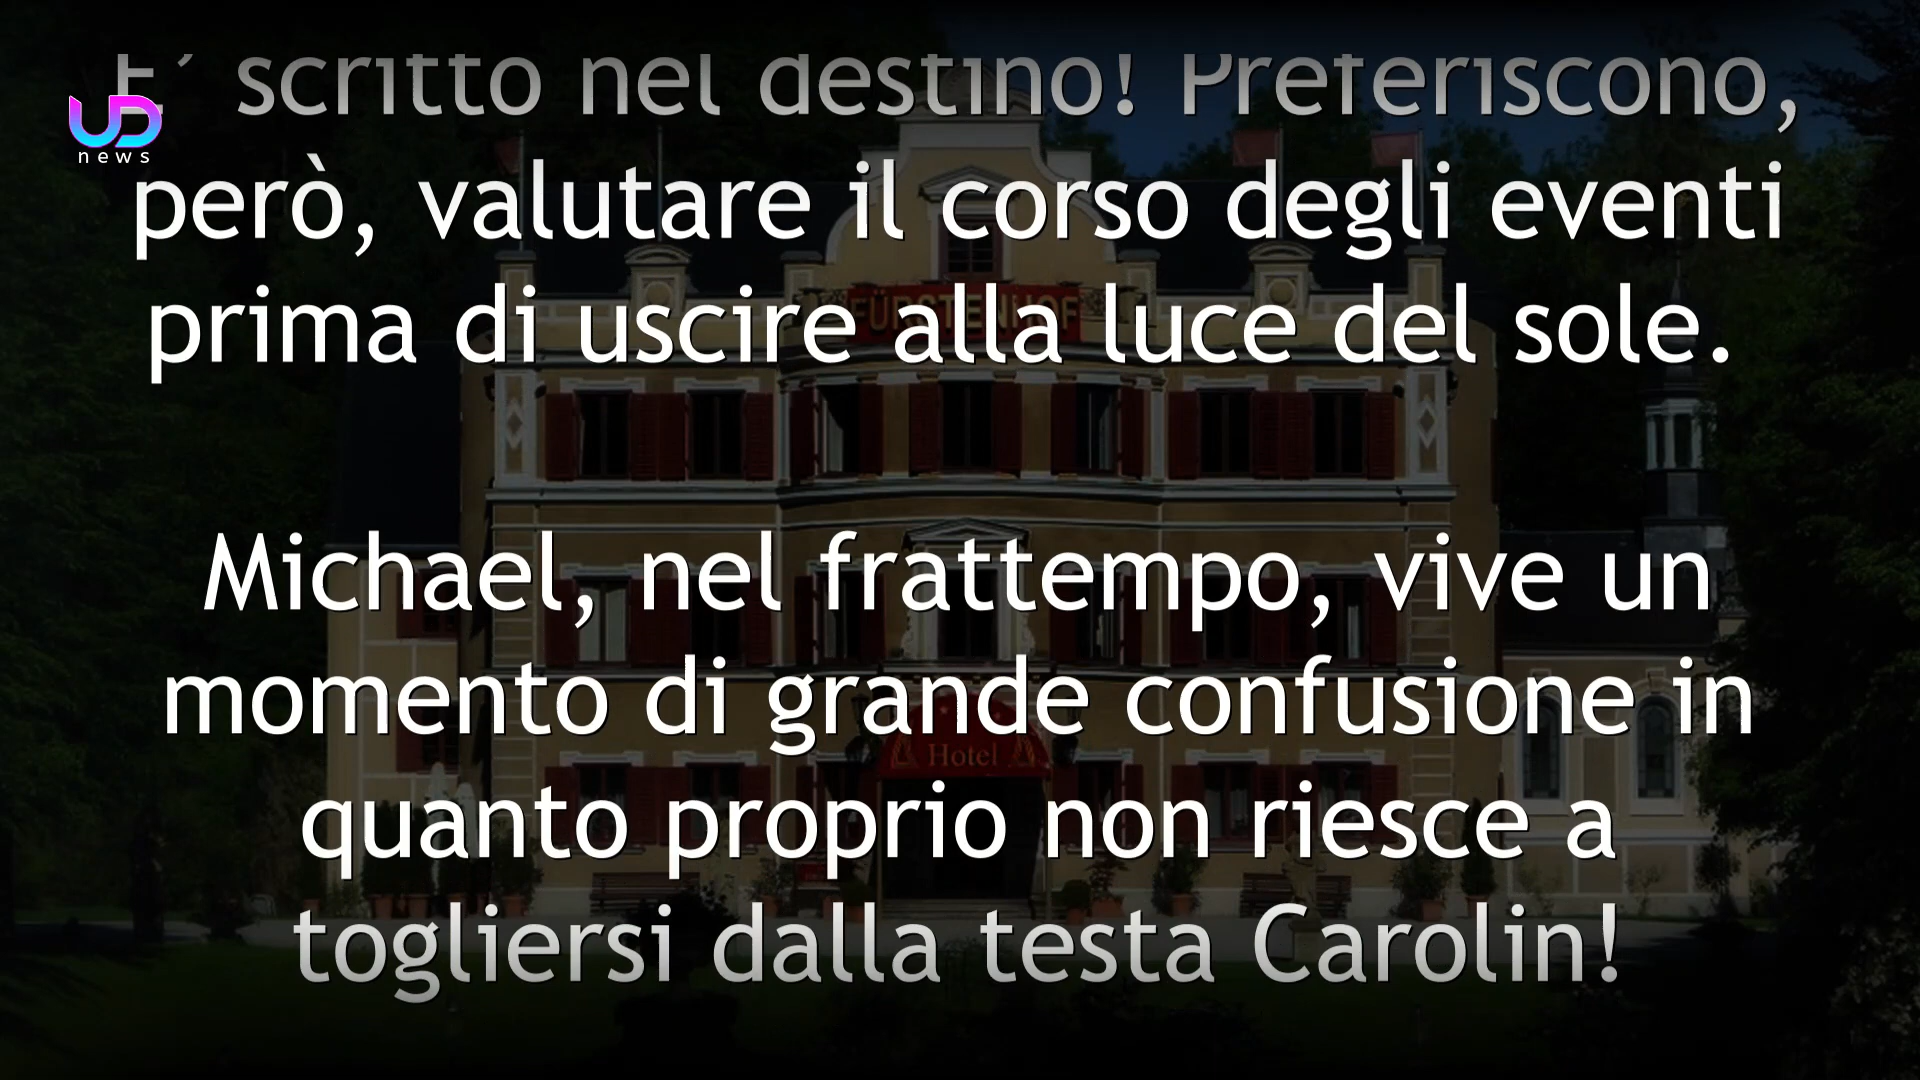 E' scritto nel destino! Preferiscono,
UD
news
però, valutare il corso degli eventi
prima di uscire alla luce del sole.
FÜRSTENHOF
Michael, nel frattempo, vive un
momento di grande confusione in
Hotel
quanto proprio non riesce a
togliersi dalla testa Carolin!